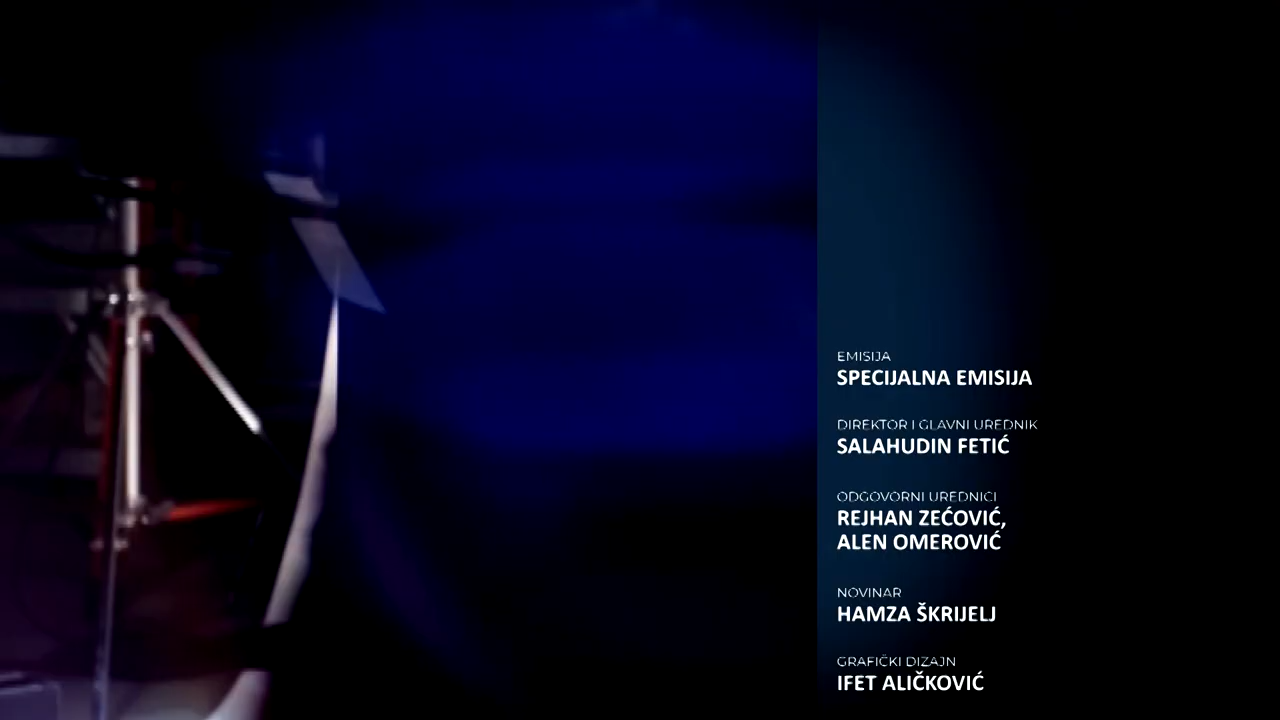 EMISIJA
SPECIJALNA EMISIJA
DIREKTOR I GLAVNI UREDNIK
SALAHUDIN FETIĆ
ODGOVORNI UREDNICI
REJHAN ZEĆOVIĆ,
ALEN OMEROVIĆ
NOVINAR
HAMZA ŠKRIJELJ
GRAFIČKI DIZAJN
IFET ALIČKOVIĆ